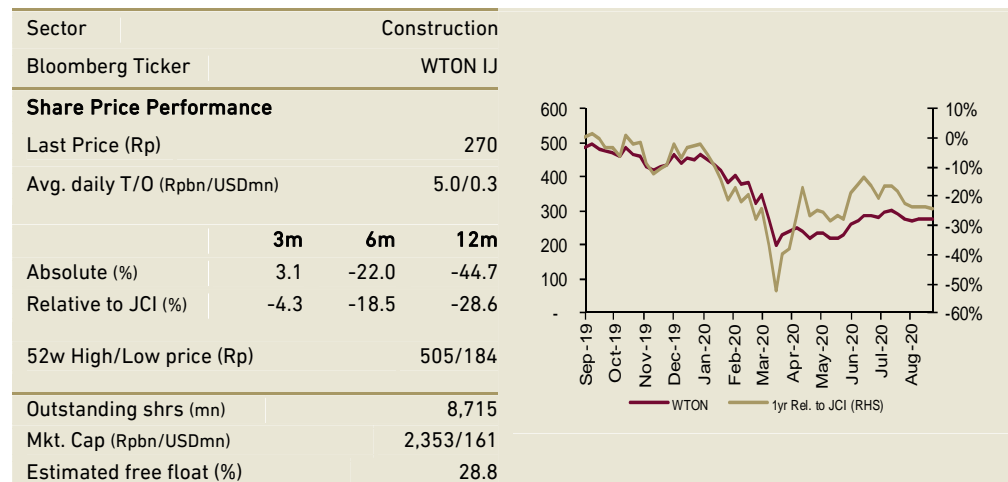 Sector Construction
Bloomberg Ticker WTON IJ
Share Price Performance
Last Price (Rp) 270
Avg. daily T/O (Rpbn/USDmn) 5.0/0.3
3m 6m 12m
Absolute (%) 3.1 -22.0 -44.7
Relative to JCI (%) -4.3 -18.5 -28.6
52w High/Low price (Rp) 505/184
Outstanding shrs (mn) 8,715
Mkt. Cap (Rpbn/USDmn) 2,353/161
Estimated free float (%) 28.8
600 10%
500 0%
400 -10%
300 -20%
200 -30%
100 -40%
- -50%
-60%
Sep-19 Oct-19 Nov-19 Dec-19 Jan-20 Feb-20 Mar-20 Apr-20 May-20 Jun-20 Jul-20 Aug-20
WTON 1yr Rel. to JCI (RHS)